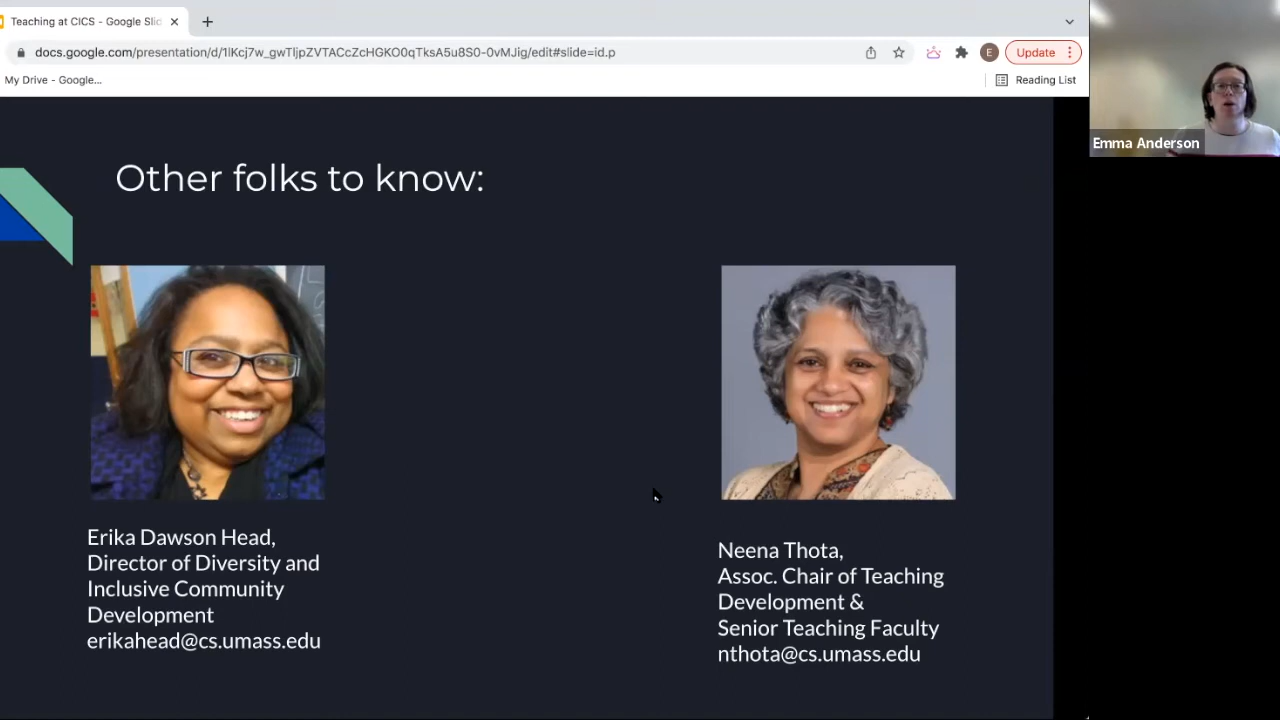 Teaching at CICS - Google Slid
docs.google.com/presentation/d/1lKcj7w_gwTljpZVTACcZcHGKO0qTksA5u8S0-0vMJig/edit#slide=id.p
E
Update
My Drive - Google...
Reading List
Emma Anderson
Other folks to know:
Erika Dawson Head,
Director of Diversity and
Inclusive Community
Development
erikahead@cs.umass.edu
Neena Thota,
Assoc. Chair of Teaching
Development &
Senior Teaching Faculty
nthota@cs.umass.edu